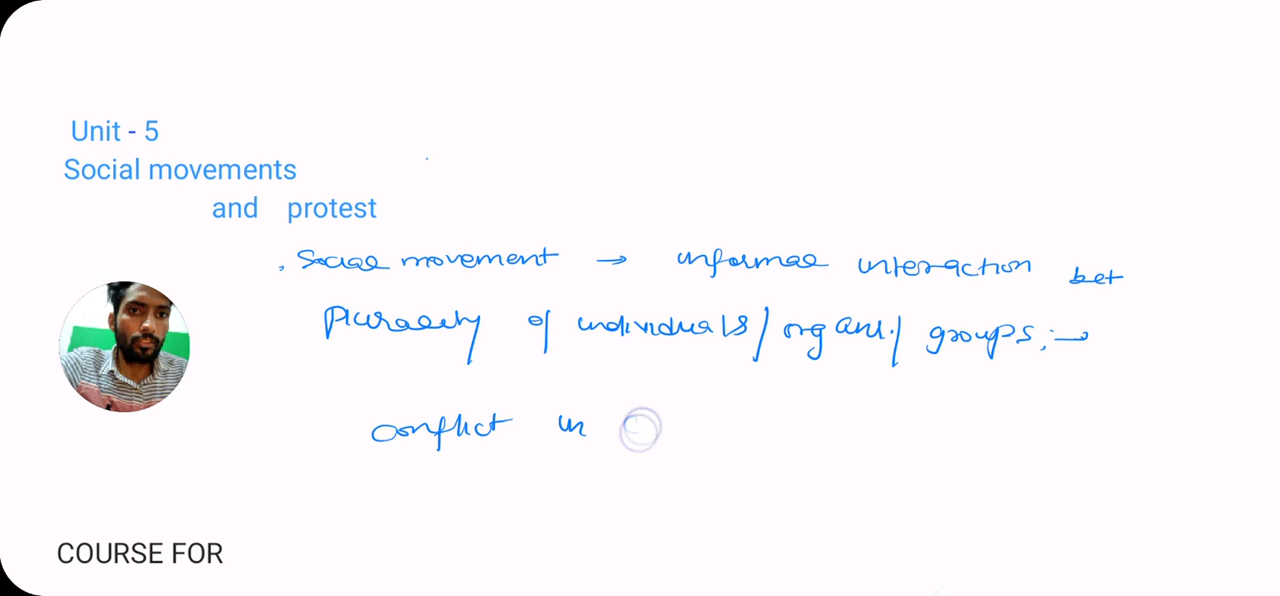 Unit - 5
Social movements
and protest
, Social movement → informal interaction bet
Plurality of individuals/organi./groups; →
Conflict in
COURSE FOR